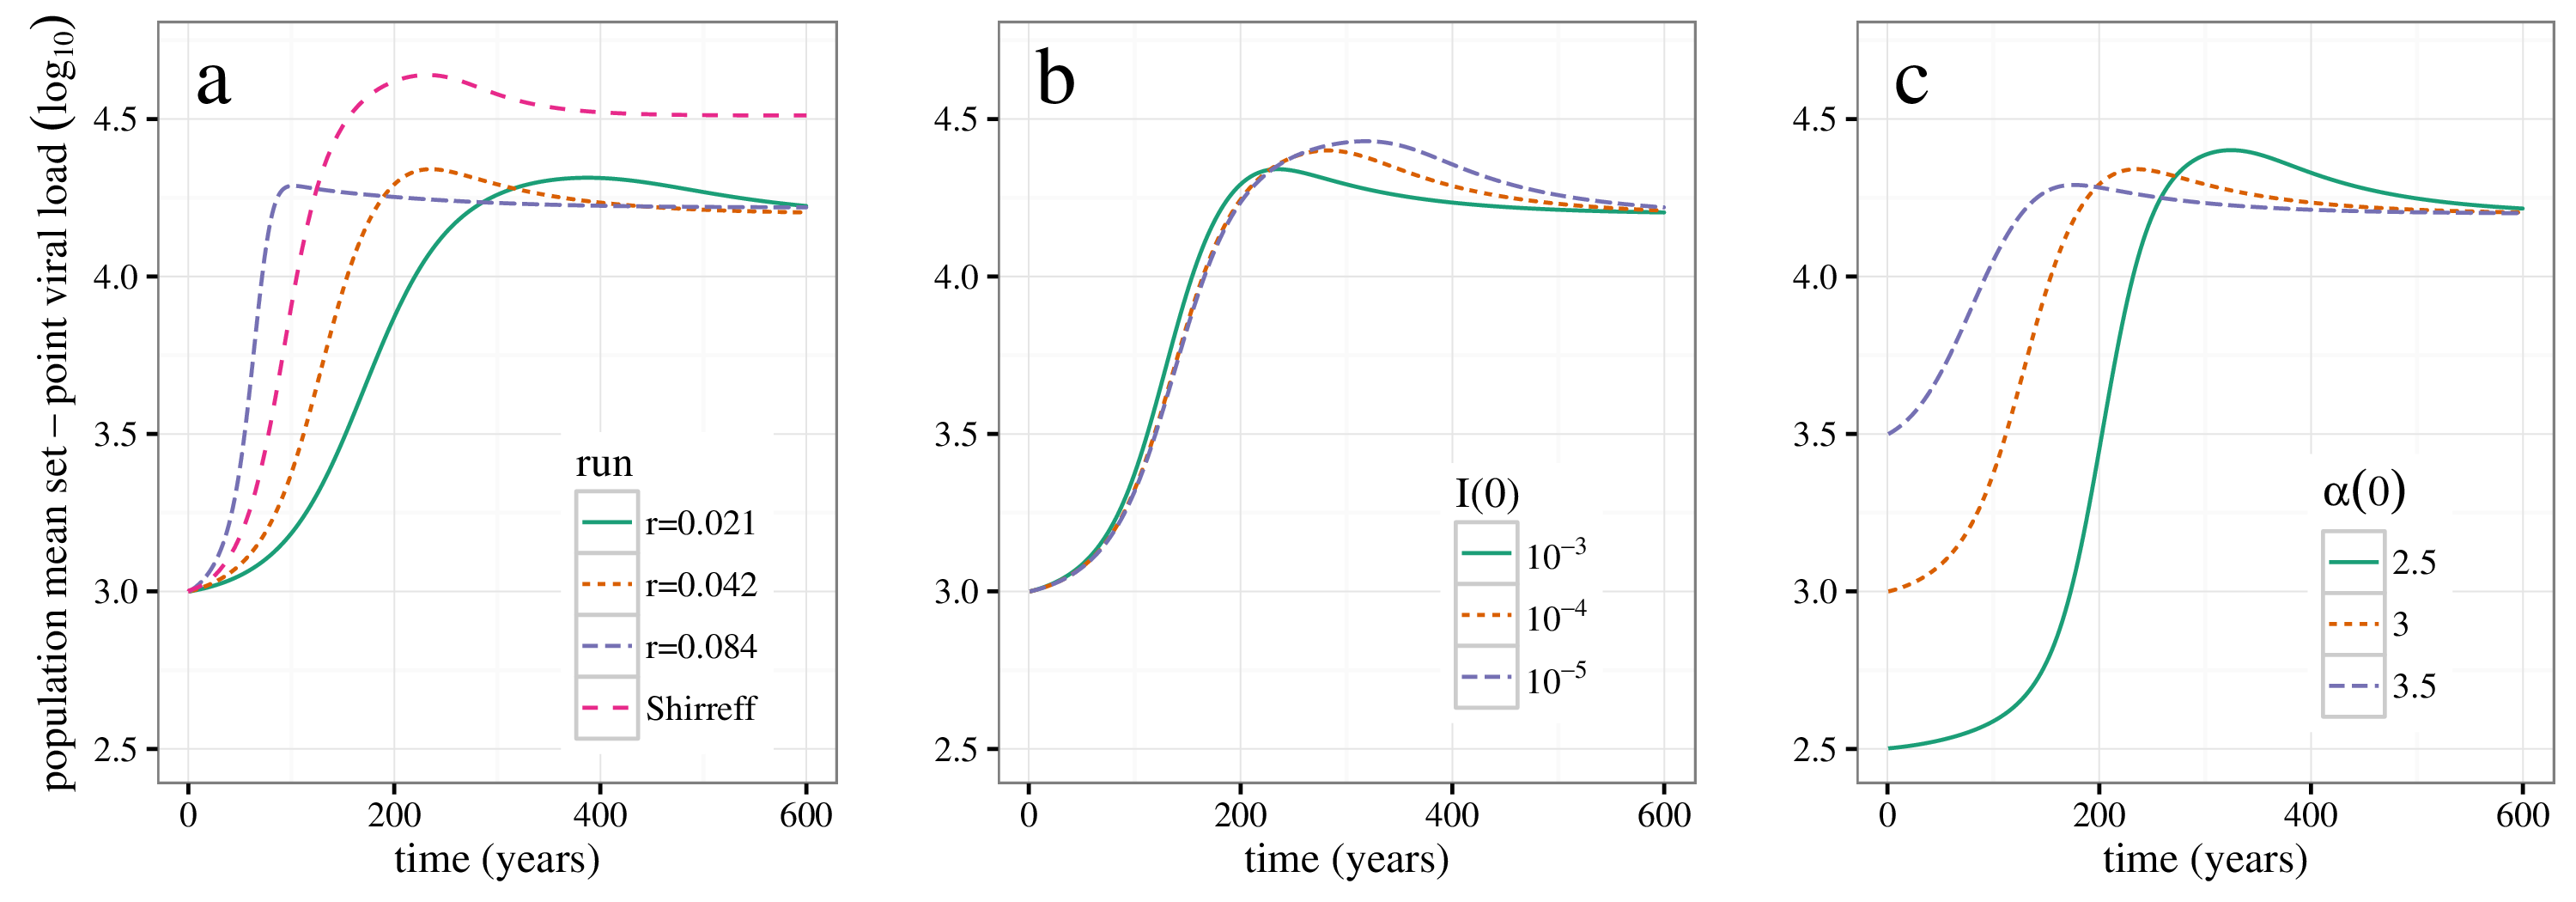 population mean set−point viral load (log₁₀)
a
4.5
4.0
3.5
3.0
2.5
0 200 400 600
time (years)
run
r=0.021
r=0.042
r=0.084
Shirreff
b
4.5
4.0
3.5
3.0
2.5
0 200 400 600
time (years)
I(0)
10⁻³
10⁻⁴
10⁻⁵
c
4.5
4.0
3.5
3.0
2.5
0 200 400 600
time (years)
α(0)
2.5
3
3.5